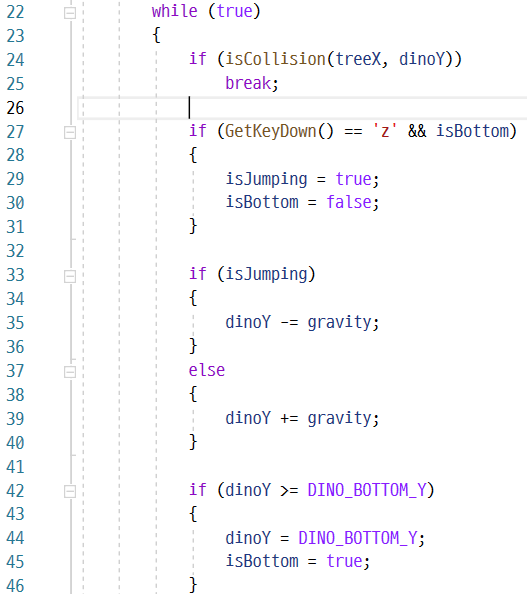 22 while (true)
23 {
24 if (isCollision(treeX, dinoY))
25 break;
26
27 if (GetKeyDown() == 'z' && isBottom)
28 {
29 isJumping = true;
30 isBottom = false;
31 }
32
33 if (isJumping)
34 {
35 dinoY -= gravity;
36 }
37 else
38 {
39 dinoY += gravity;
40 }
41
42 if (dinoY >= DINO_BOTTOM_Y)
43 {
44 dinoY = DINO_BOTTOM_Y;
45 isBottom = true;
46 }